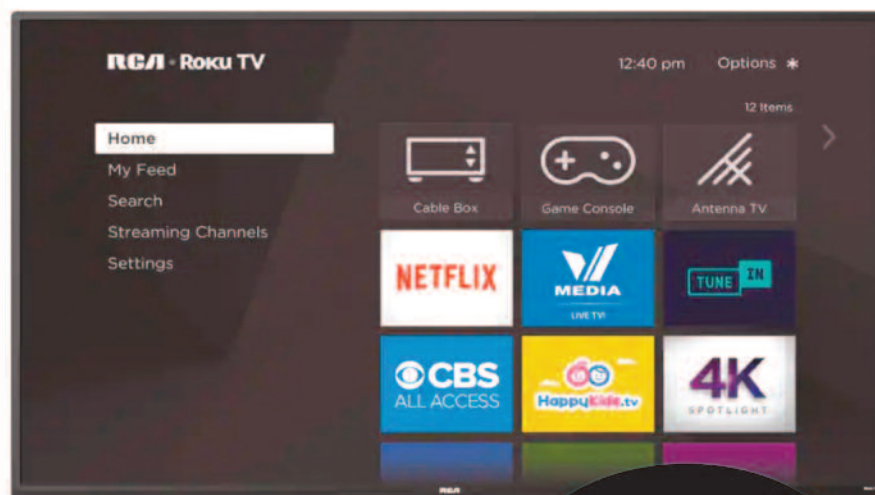 RCA · Roku TV
12:40 pm Options *
12 Items
Home
My Feed
Search
Streaming Channels
Settings
Cable Box
Game Console
Antenna TV
NETFLIX
V
MEDIA
LIVE TV!
TUNE IN
CBS
ALL ACCESS
HappyKids.tv
4K
SPOTLIGHT
RCA